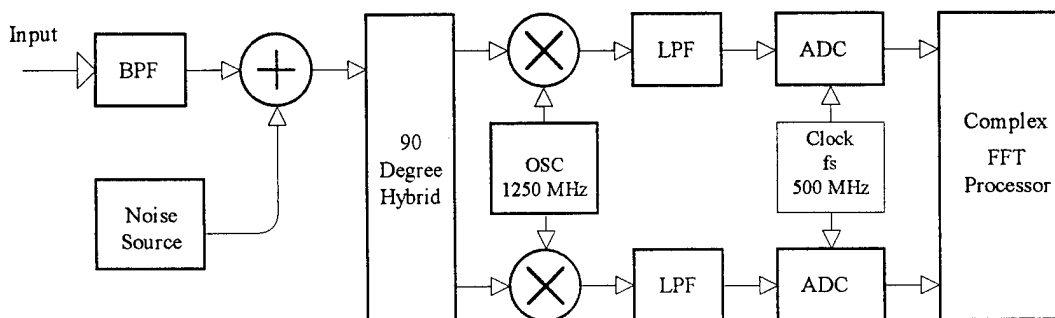 Input
BPF
Noise
Source
90
Degree
Hybrid
OSC
1250 MHz
LPF
LPF
ADC
Clock
fs
500 MHz
ADC
Complex
FFT
Processor